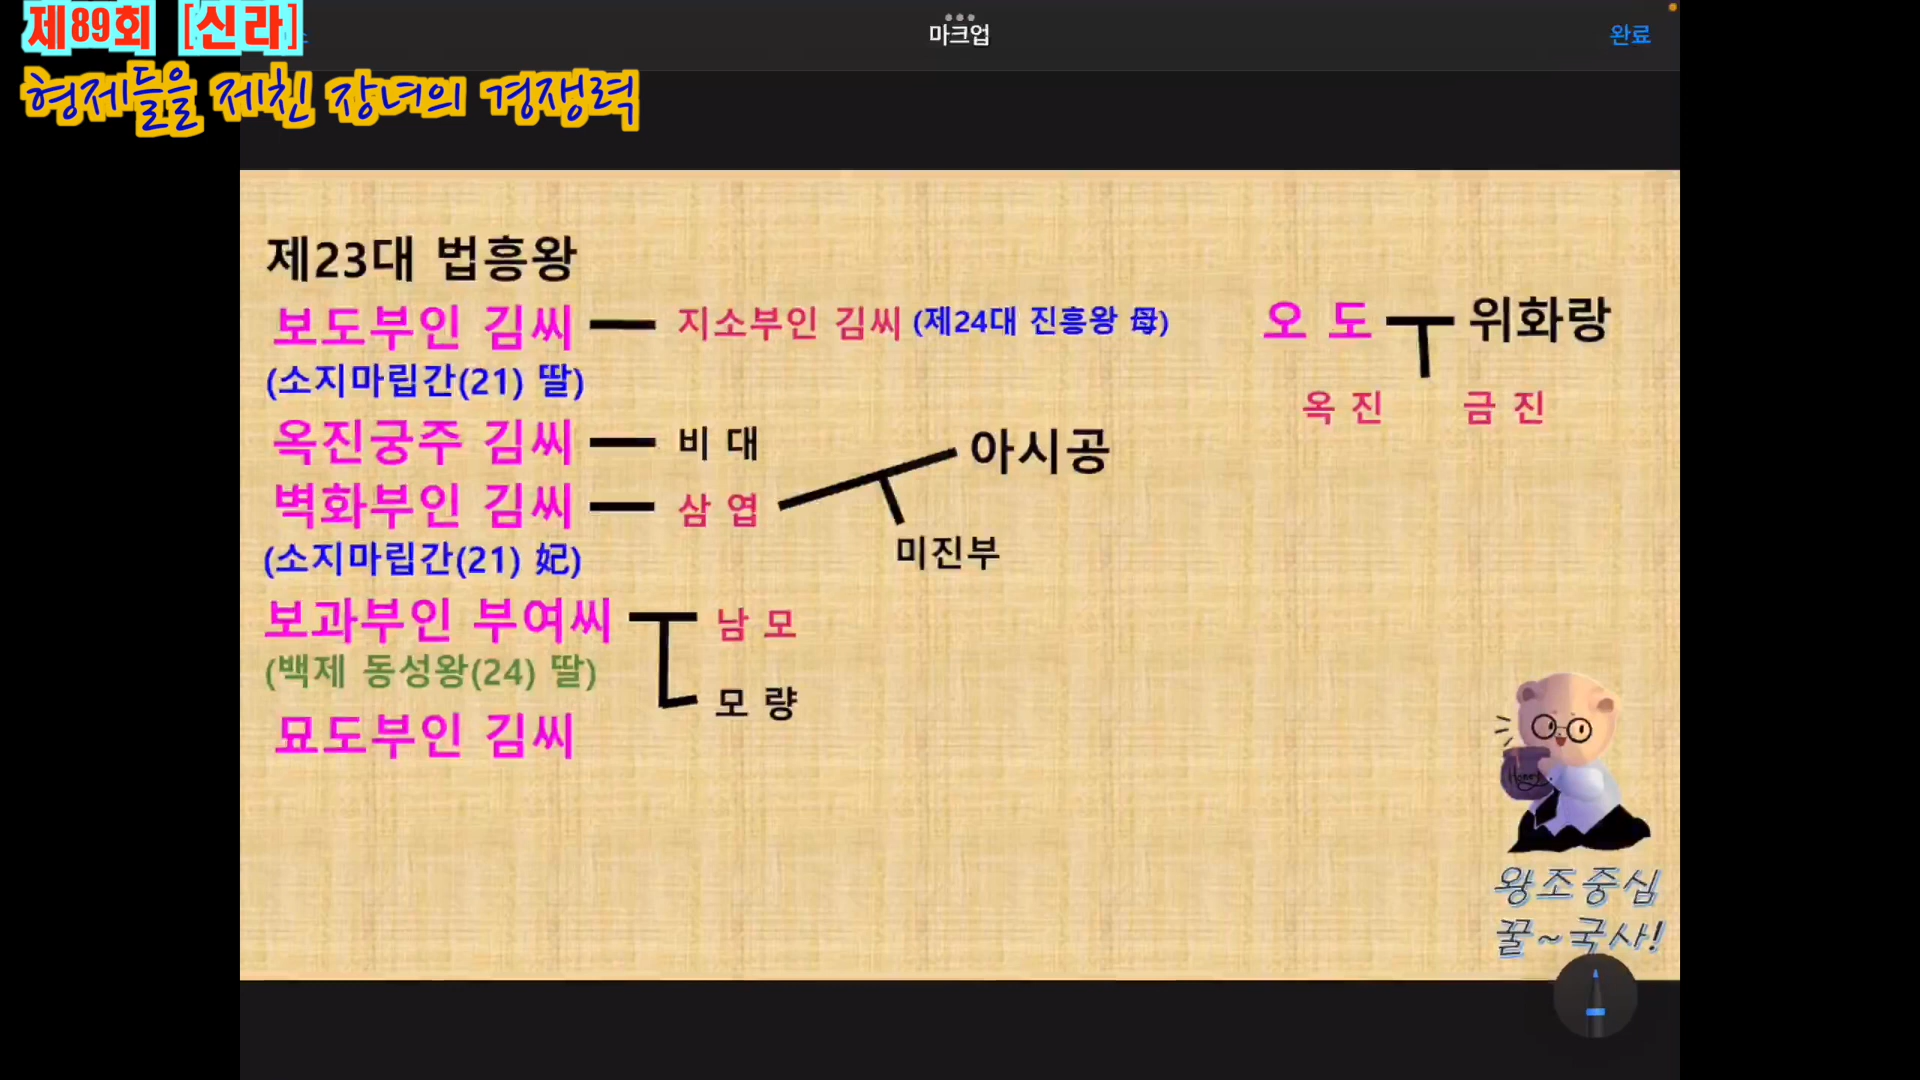 제89회 [신라]
형제들을 제친 장녀의 경쟁력
마크업
완료
제23대 법흥왕
보도부인 김씨 지소부인 김씨 (제24대 진흥왕 母)
(소지마립간(21) 딸)
오 도 위화랑
옥 진 금 진
옥진궁주 김씨 비 대
벽화부인 김씨 삼 엽 아시공
(소지마립간(21) 妃)
미진부
보과부인 부여씨 남 모
(백제 동성왕(24) 딸)
모 량
묘도부인 김씨
Honey
왕조중심
꿀~국사!